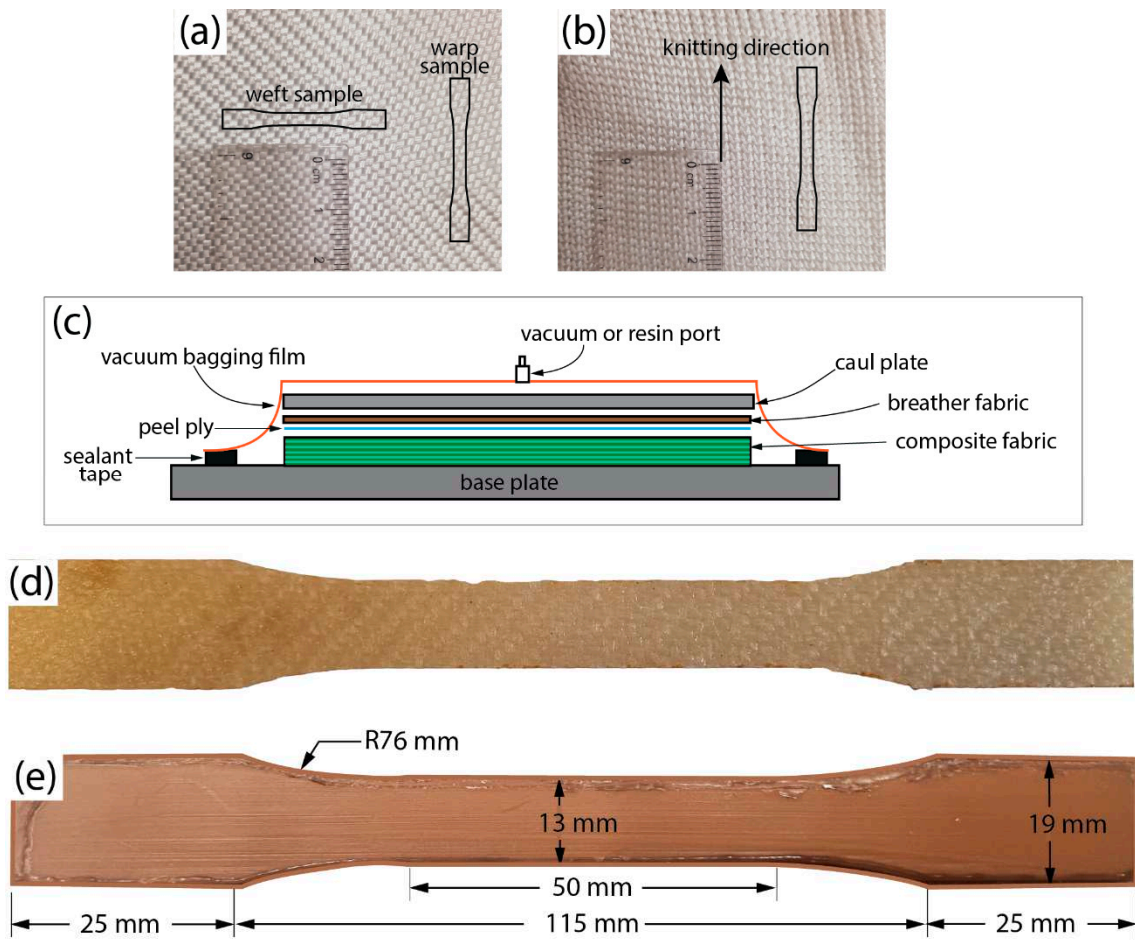 (a)
weft sample
warp
sample
9
0
cm
1
2
(b)
knitting direction
9
0
cm
1
2
(c)
vacuum bagging film
vacuum or resin port
caul plate
breather fabric
peel ply
composite fabric
sealant
tape
base plate
(d)
(e)
R76 mm
13 mm
19 mm
50 mm
25 mm
115 mm
25 mm